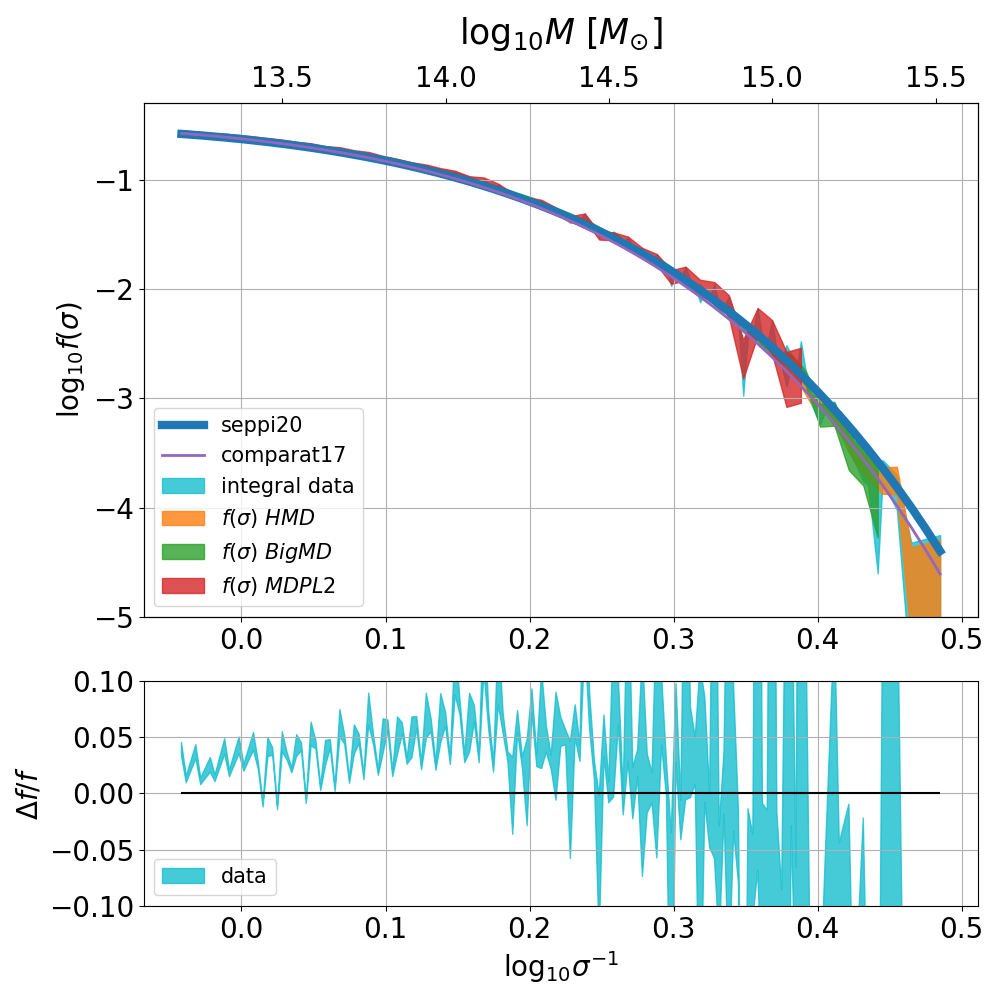 log₁₀M [M⊙]
13.5 14.0 14.5 15.0 15.5
log₁₀f(σ)
−1
−2
−3
−4
−5
seppi20
comparat17
integral data
f(σ) HMD
f(σ) BigMD
f(σ) MDPL2
0.0 0.1 0.2 0.3 0.4 0.5
Δf/f
0.10
0.05
0.00
−0.05
−0.10
data
0.0 0.1 0.2 0.3 0.4 0.5
log₁₀σ⁻¹